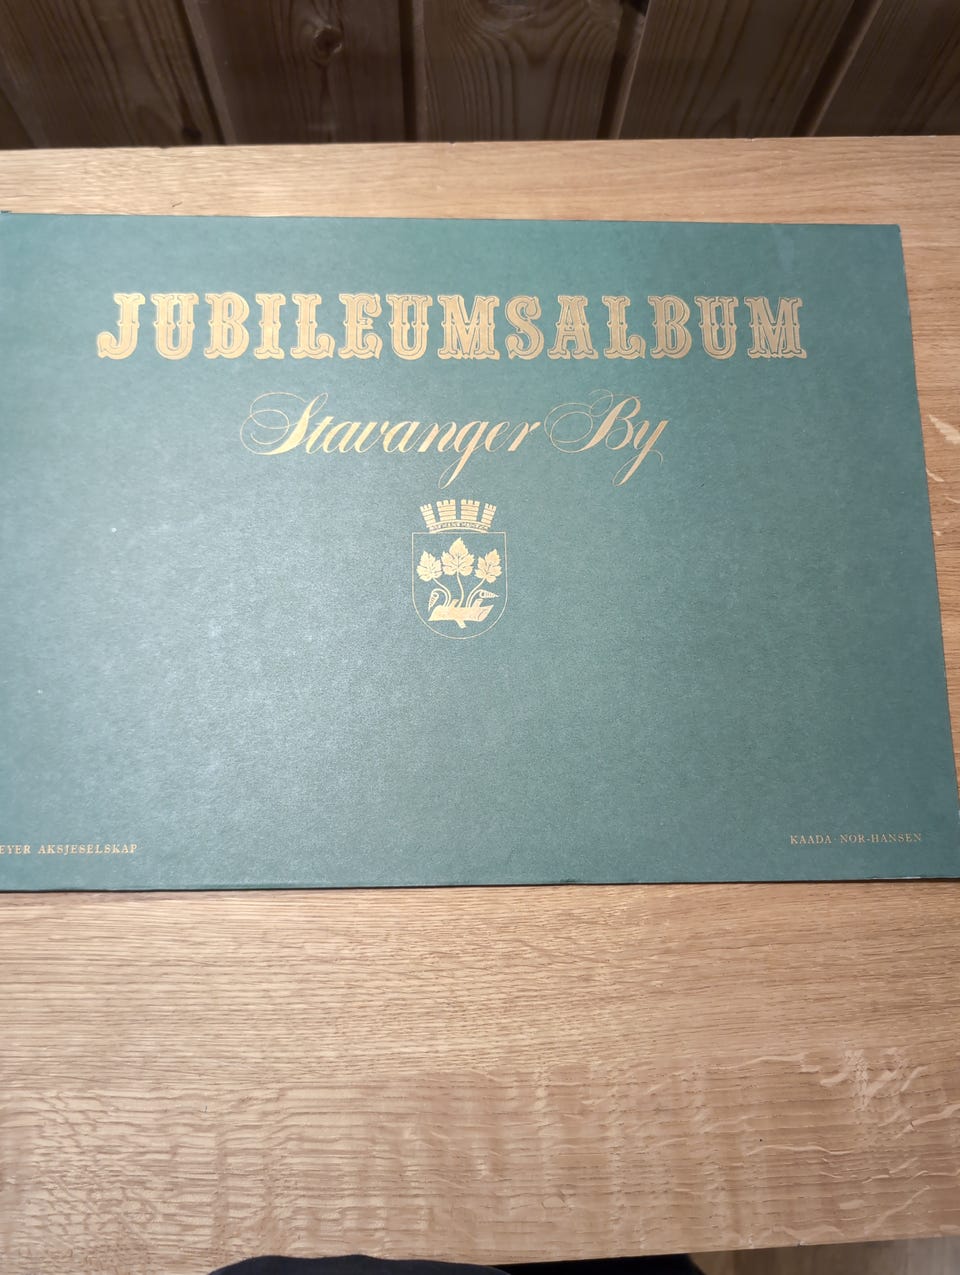 JUBILEUMSALBUM
Stavanger By
AKSJESELSKAP
KAADA · NOR-HANSEN